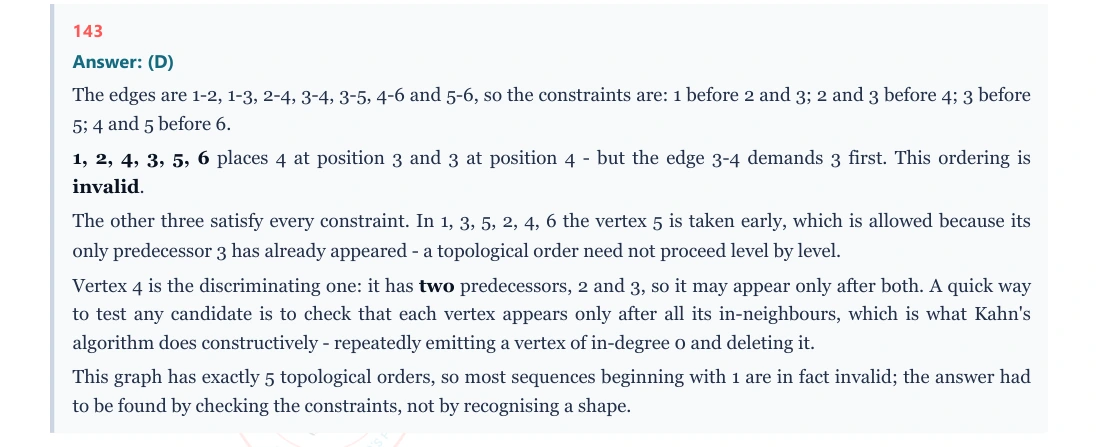 143
Answer: (D)
The edges are 1-2, 1-3, 2-4, 3-4, 3-5, 4-6 and 5-6, so the constraints are: 1 before 2 and 3; 2 and 3 before 4; 3 before
5; 4 and 5 before 6.
1, 2, 4, 3, 5, 6 places 4 at position 3 and 3 at position 4 - but the edge 3-4 demands 3 first. This ordering is
invalid.
The other three satisfy every constraint. In 1, 3, 5, 2, 4, 6 the vertex 5 is taken early, which is allowed because its
only predecessor 3 has already appeared - a topological order need not proceed level by level.
Vertex 4 is the discriminating one: it has two predecessors, 2 and 3, so it may appear only after both. A quick way
to test any candidate is to check that each vertex appears only after all its in-neighbours, which is what Kahn's
algorithm does constructively - repeatedly emitting a vertex of in-degree 0 and deleting it.
This graph has exactly 5 topological orders, so most sequences beginning with 1 are in fact invalid; the answer had
to be found by checking the constraints, not by recognising a shape.